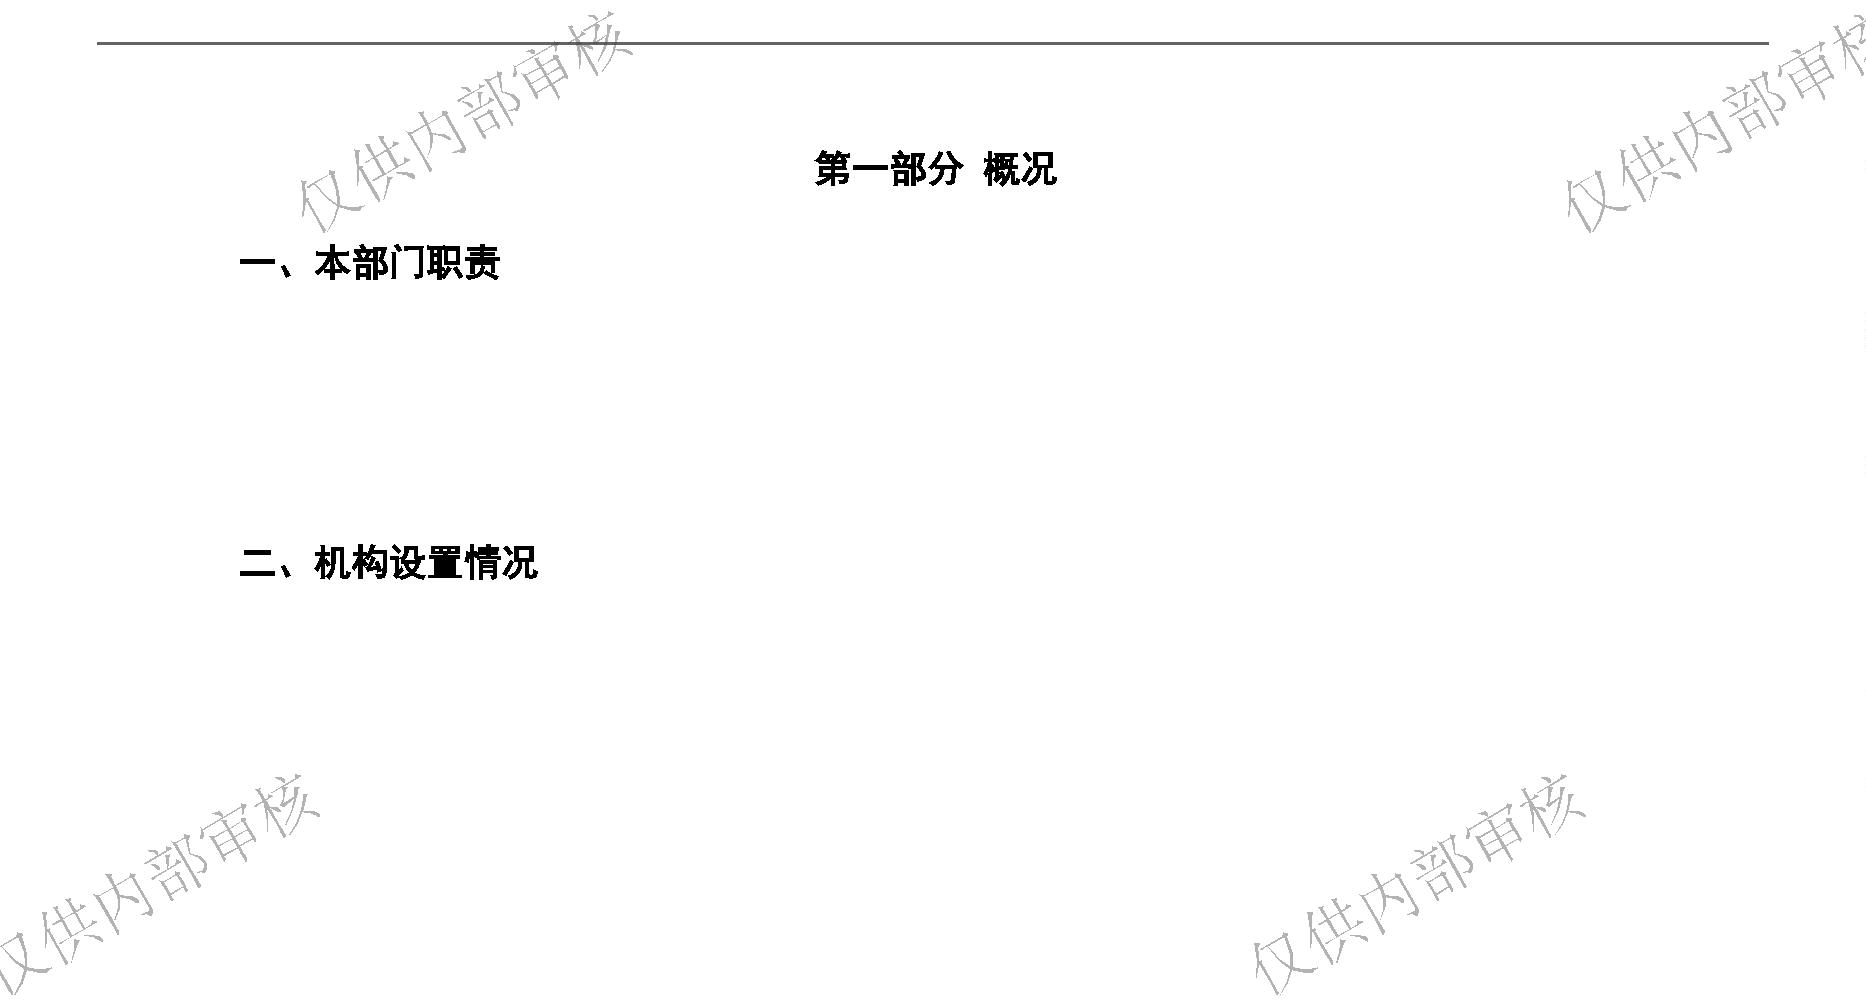 仅供内部审核
仅供内部审核
第一部分 概况
一、本部门职责
二、机构设置情况
仅供内部审核
仅供内部审核